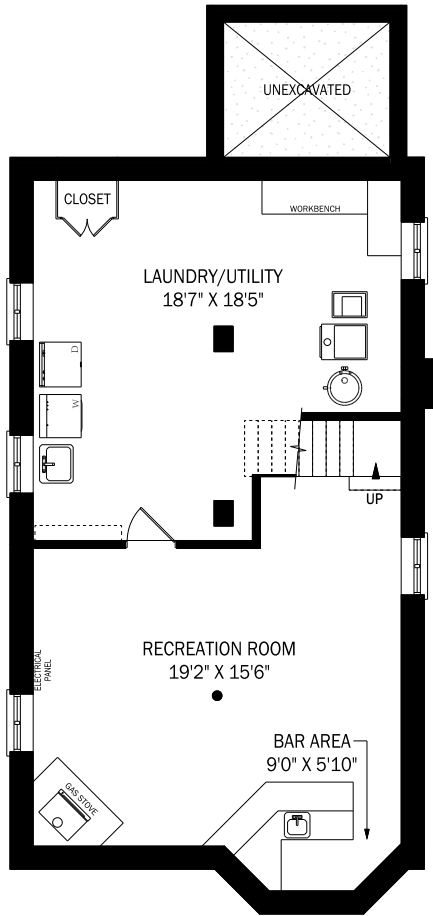 UNEXCAVATED
CLOSET
WORKBENCH
LAUNDRY/UTILITY
18'7" X 18'5"
D
W
UP
RECREATION ROOM
19'2" X 15'6"
ELECTRICAL
PANEL
BAR AREA
9'0" X 5'10"
GAS STOVE